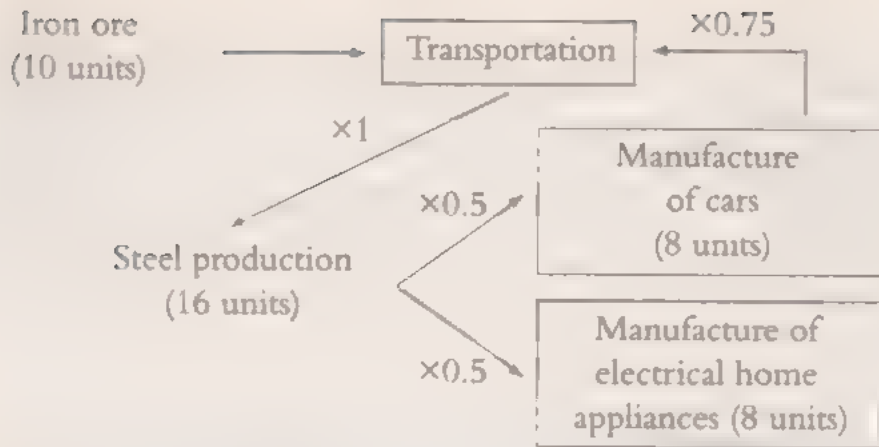 Iron ore
(10 units)
Transportation
×0.75
×1
Manufacture
of cars
(8 units)
×0.5
Steel production
(16 units)
×0.5
Manufacture of
electrical home
appliances (8 units)